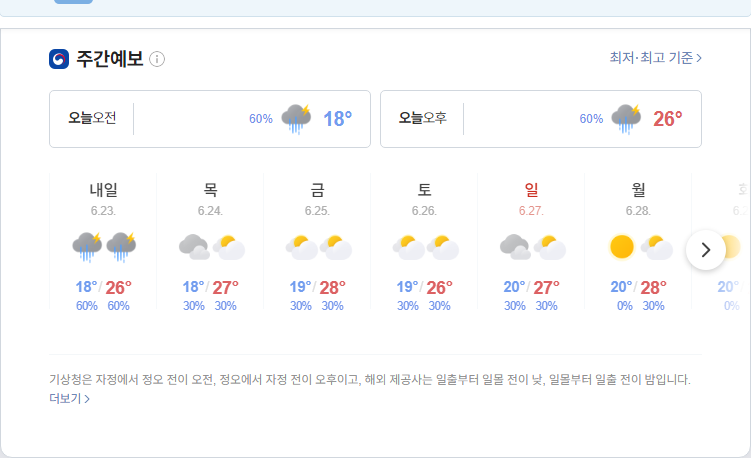 주간예보
최저·최고 기준
오늘오전 60% 18°
오늘오후 60% 26°
내일 목 금 토 일 월
6.23. 6.24. 6.25. 6.26. 6.27. 6.28.
18°/26° 18°/27° 19°/28° 19°/26° 20°/27° 20°/28° 20°
60% 60% 30% 30% 30% 30% 30% 30% 30% 30% 0% 30% 0%
기상청은 자정에서 정오 전이 오전, 정오에서 자정 전이 오후이고, 해외 제공사는 일출부터 일몰 전이 낮, 일몰부터 일출 전이 밤입니다.
더보기